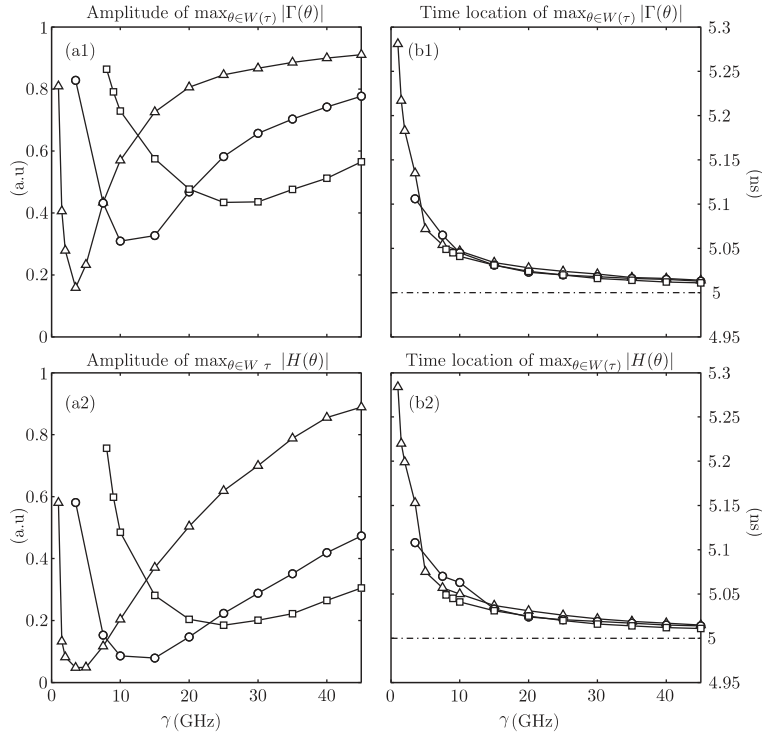 Amplitude of max_{θ∈W(τ)} |Γ(θ)|
Time location of max_{θ∈W(τ)} |Γ(θ)|
(a1)
(b1)
1
0.8
0.6
0.4
0.2
0
(a.u)
5.3
5.2
5.15
5.1
5.05
5
4.95
(ns)
Amplitude of max_{θ∈W τ} |H(θ)|
Time location of max_{θ∈W(τ)} |H(θ)|
(a2)
(b2)
1
0.8
0.6
0.4
0.2
0
(a.u)
5.3
5.2
5.15
5.1
5.05
5
4.95
(ns)
0 10 20 30 40
0 10 20 30 40
γ (GHz)
γ (GHz)